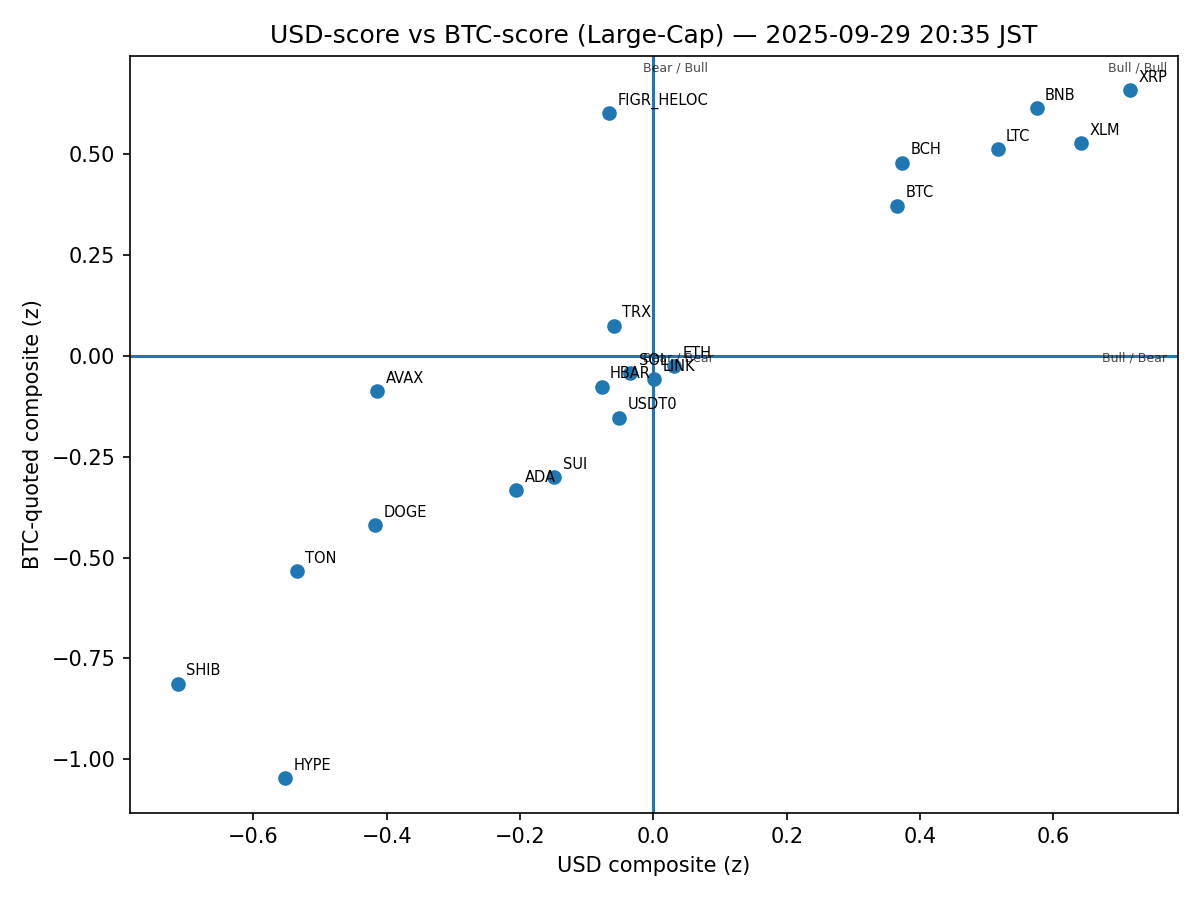 USD-score vs BTC-score (Large-Cap) — 2025-09-29 20:35 JST
Bear / Bull
Bull / Bull
XRP
FIGR_HELOC
BNB
XLM
LTC
BCH
BTC
TRX
ETH
SOL
Bear / Bear
Bull / Bear
LINK
HBAR
AVAX
USDT0
SUI
ADA
DOGE
TON
SHIB
HYPE
0.50
0.25
0.00
−0.25
−0.50
−0.75
−1.00
BTC-quoted composite (z)
−0.6
−0.4
−0.2
0.0
0.2
0.4
0.6
USD composite (z)